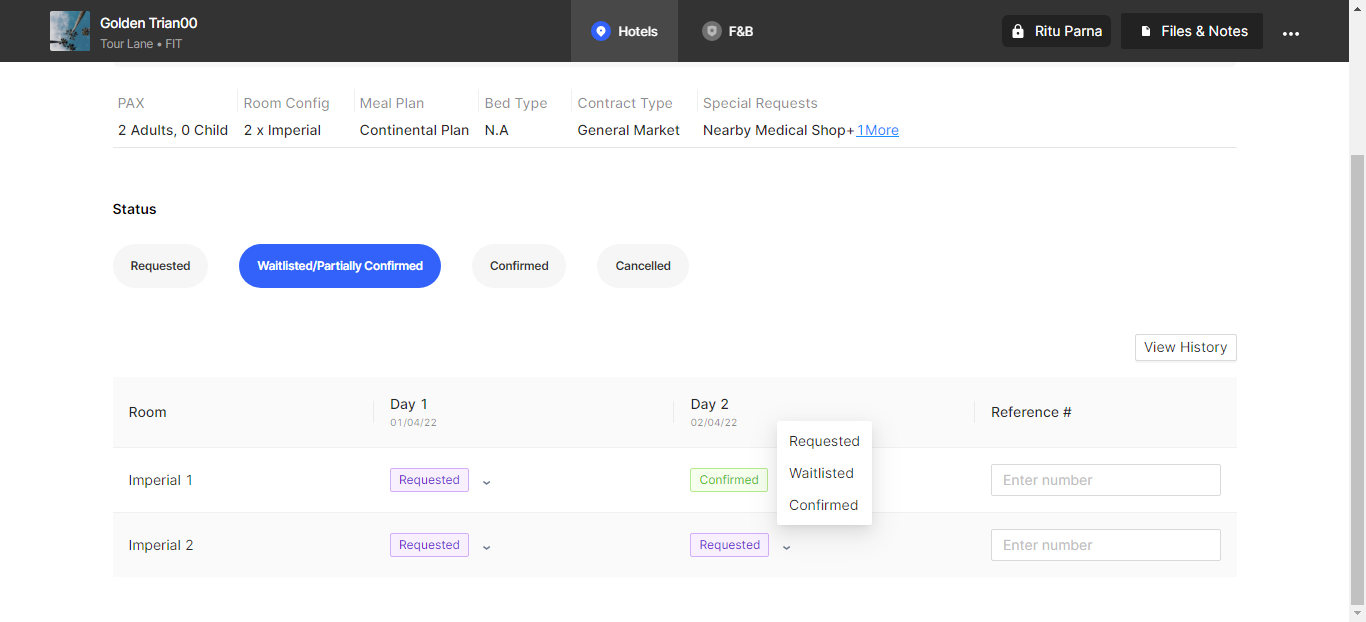 Golden Trian00
Tour Lane • FIT
Hotels
F&B
Ritu Parna
Files & Notes
PAX
Room Config
Meal Plan
Bed Type
Contract Type
Special Requests
2 Adults, 0 Child
2 x Imperial
Continental Plan
N.A
General Market
Nearby Medical Shop+ 1More
Status
Requested
Waitlisted/Partially Confirmed
Confirmed
Cancelled
View History
Room
Day 1
01/04/22
Day 2
02/04/22
Reference #
Imperial 1
Requested
Confirmed
Requested
Waitlisted
Confirmed
Enter number
Imperial 2
Requested
Requested
Enter number